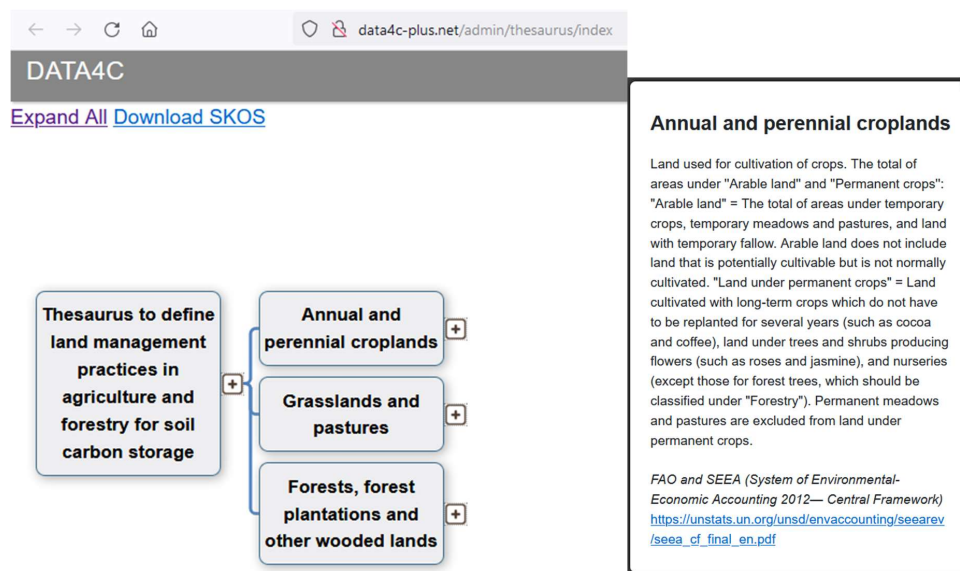 data4c-plus.net/admin/thesaurus/index
DATA4C
Expand All Download SKOS
Thesaurus to define
land management
practices in
agriculture and
forestry for soil
carbon storage
Annual and
perennial croplands
Grasslands and
pastures
Forests, forest
plantations and
other wooded lands
Annual and perennial croplands
Land used for cultivation of crops. The total of
areas under "Arable land" and "Permanent crops":
"Arable land" = The total of areas under temporary
crops, temporary meadows and pastures, and land
with temporary fallow. Arable land does not include
land that is potentially cultivable but is not normally
cultivated. "Land under permanent crops" = Land
cultivated with long-term crops which do not have
to be replanted for several years (such as cocoa
and coffee), land under trees and shrubs producing
flowers (such as roses and jasmine), and nurseries
(except those for forest trees, which should be
classified under "Forestry"). Permanent meadows
and pastures are excluded from land under
permanent crops.
FAO and SEEA (System of Environmental-
Economic Accounting 2012— Central Framework)
https://unstats.un.org/unsd/envaccounting/seearev
/seea_cf_final_en.pdf